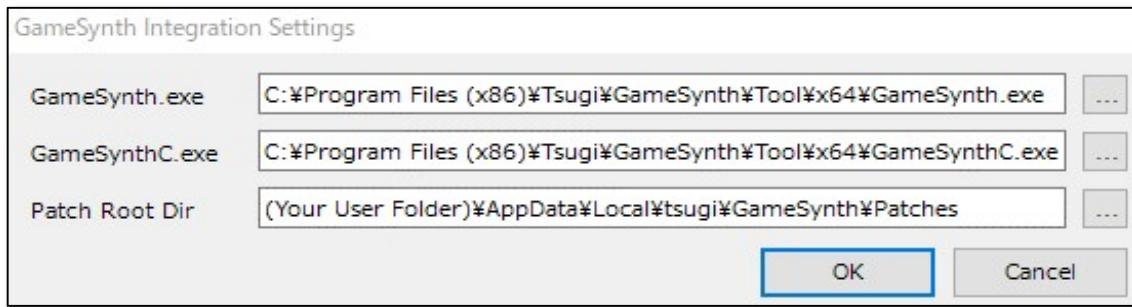 GameSynth Integration Settings
GameSynth.exe C:¥Program Files (x86)¥Tsugi¥GameSynth¥Tool¥x64¥GameSynth.exe ...
GameSynthC.exe C:¥Program Files (x86)¥Tsugi¥GameSynth¥Tool¥x64¥GameSynthC.exe ...
Patch Root Dir (Your User Folder)¥AppData¥Local¥tsugi¥GameSynth¥Patches ...
OK Cancel